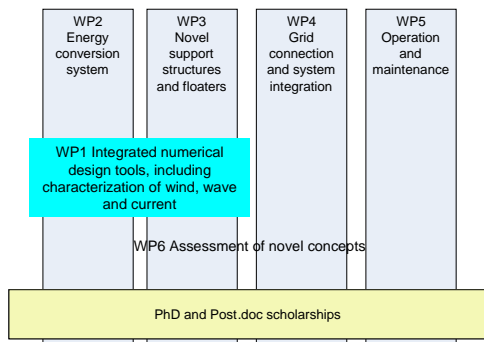 WP2
Energy
conversion
system
WP3
Novel
support
structures
and floaters
WP4
Grid
connection
and system
integration
WP5
Operation
and
maintenance
WP1 Integrated numerical
design tools, including
characterization of wind, wave
and current
WP6 Assessment of novel concepts
PhD and Post.doc scholarships